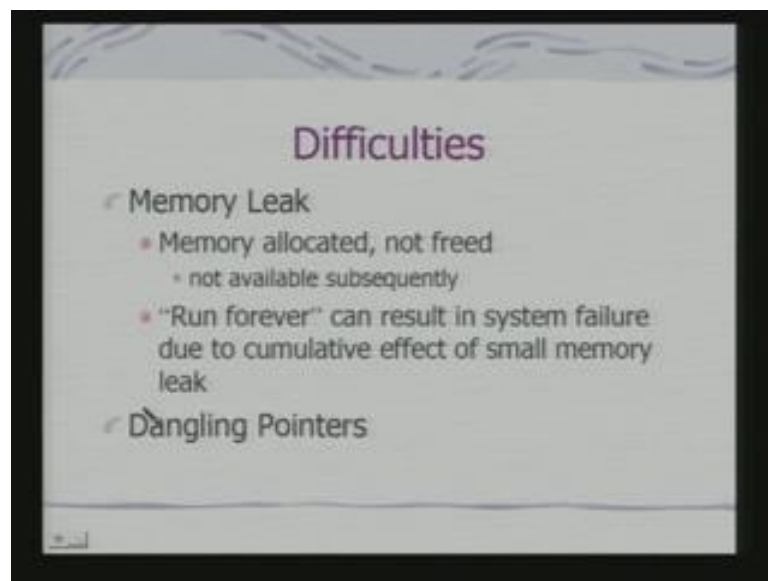 Difficulties
Memory Leak
Memory allocated, not freed
not available subsequently
"Run forever" can result in system failure
due to cumulative effect of small memory
leak
Dangling Pointers